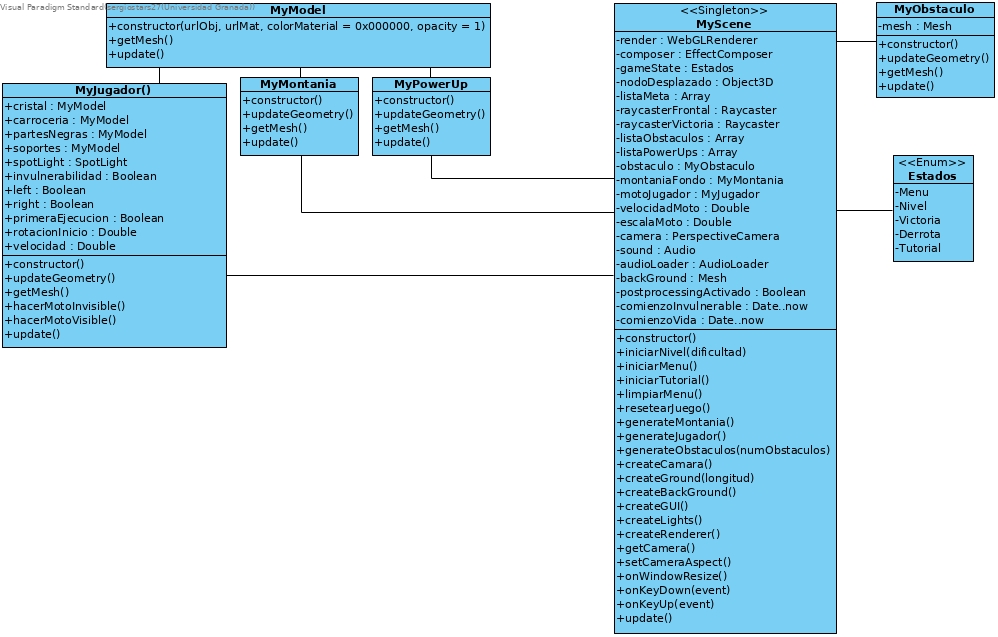 Visual Paradigm Standard(sergiostars27(Universidad Granada))
MyModel
+constructor(urlObj, urlMat, colorMaterial = 0x000000, opacity = 1)
+getMesh()
+update()
MyJugador()
+cristal : MyModel
+carroceria : MyModel
+partesNegras : MyModel
+soportes : MyModel
+spotLight : SpotLight
+invulnerabilidad : Boolean
+left : Boolean
+right : Boolean
+primeraEjecucion : Boolean
+rotacionInicio : Double
+velocidad : Double
+constructor()
+updateGeometry()
+getMesh()
+hacerMotoInvisible()
+hacerMotoVisible()
+update()
MyMontania
+constructor()
+updateGeometry()
+getMesh()
+update()
MyPowerUp
+constructor()
+updateGeometry()
+getMesh()
+update()
<<Singleton>>
MyScene
-render : WebGLRenderer
-composer : EffectComposer
-gameState : Estados
-nodoDesplazado : Object3D
-listaMeta : Array
-raycasterFrontal : Raycaster
-raycasterVictoria : Raycaster
-listaObstaculos : Array
-listaPowerUps : Array
-obstaculo : MyObstaculo
-montaniaFondo : MyMontania
-motoJugador : MyJugador
-velocidadMoto : Double
-escalaMoto : Double
-camera : PerspectiveCamera
-sound : Audio
-audioLoader : AudioLoader
-backGround : Mesh
-postprocessingActivado : Boolean
-comienzoInvulnerable : Date..now
-comienzoVida : Date..now
+constructor()
+iniciarNivel(dificultad)
+iniciarMenu()
+iniciarTutorial()
+limpiarMenu()
+resetearJuego()
+generateMontania()
+generateJugador()
+generateObstaculos(numObstaculos)
+createCamara()
+createGround(longitud)
+createBackGround()
+createGUI()
+createLights()
+createRenderer()
+getCamera()
+setCameraAspect()
+onWindowResize()
+onKeyDown(event)
+onKeyUp(event)
+update()
MyObstaculo
-mesh : Mesh
+constructor()
+updateGeometry()
+getMesh()
+update()
<<Enum>>
Estados
-Menu
-Nivel
-Victoria
-Derrota
-Tutorial